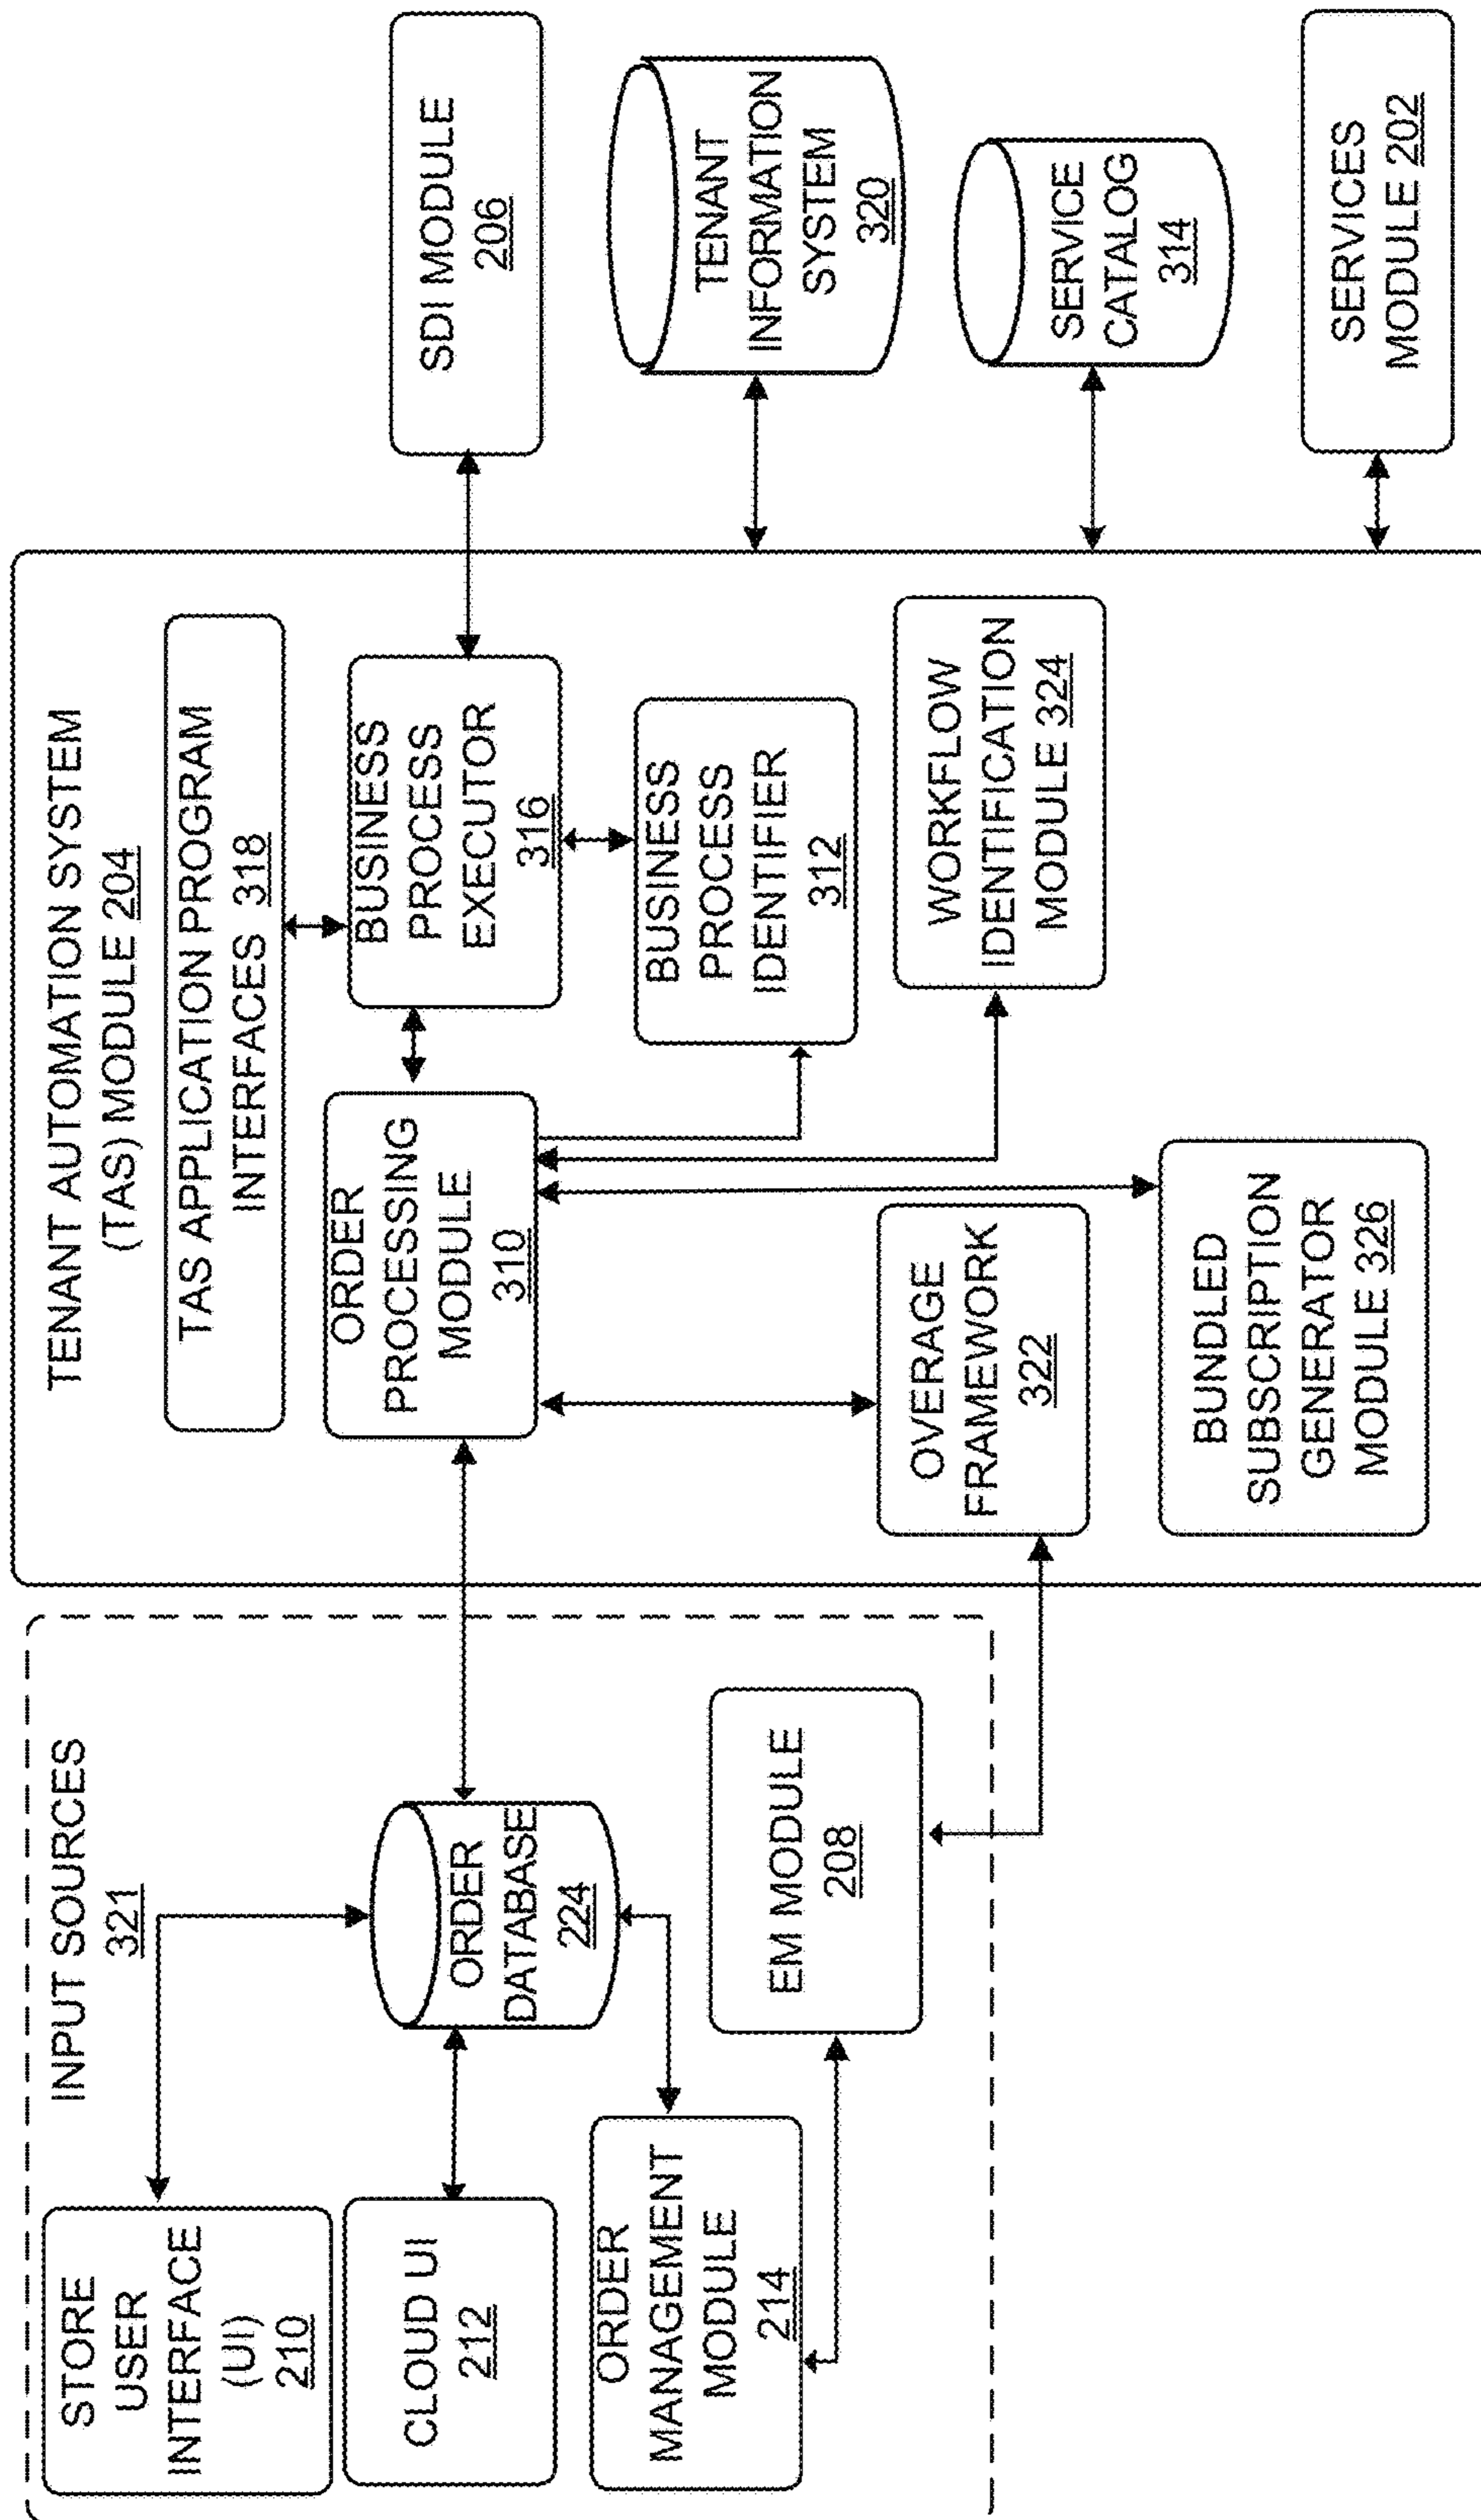 INPUT SOURCES
321
STORE
USER
INTERFACE
(UI)
210
CLOUD UI
212
ORDER
MANAGEMENT
MODULE
214
ORDER
DATABASE
224
EM MODULE
208
TENANT AUTOMATION SYSTEM
(TAS) MODULE 204
TAS APPLICATION PROGRAM
INTERFACES 318
ORDER
PROCESSING
MODULE
310
BUSINESS
PROCESS
EXECUTOR
316
BUSINESS
PROCESS
IDENTIFIER
312
WORKFLOW
IDENTIFICATION
MODULE 324
OVERAGE
FRAMEWORK
322
BUNDLED
SUBSCRIPTION
GENERATOR
MODULE 326
SDI MODULE
206
TENANT
INFORMATION
SYSTEM
320
SERVICE
CATALOG
314
SERVICES
MODULE 202